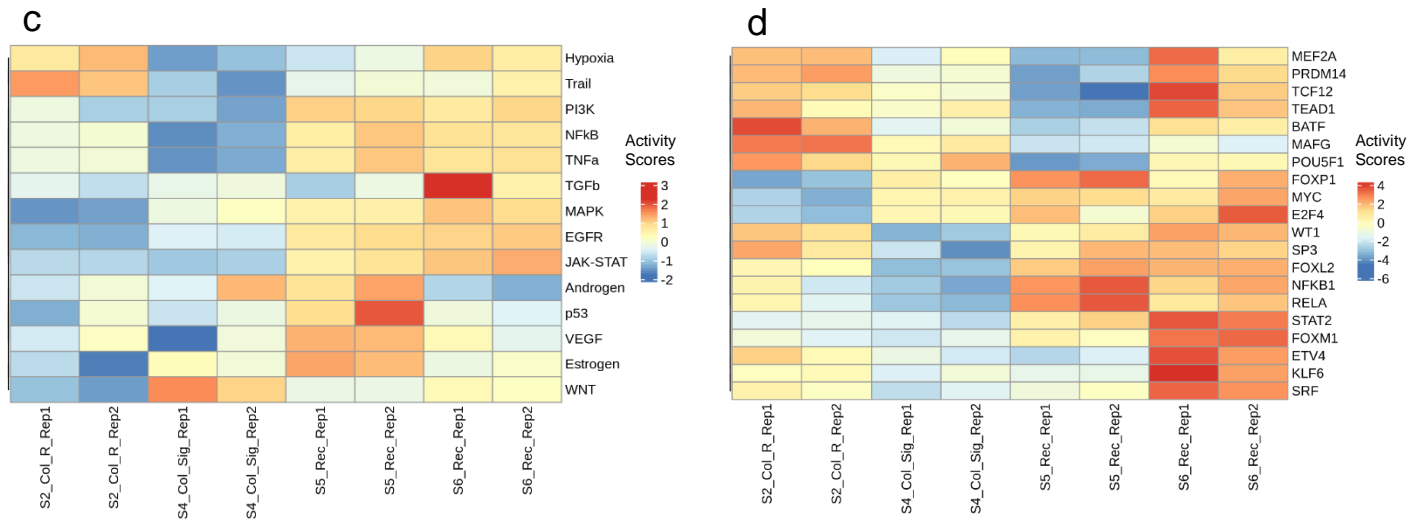 c
Hypoxia
Trail
PI3K
NFkB
TNFa
TGFb
MAPK
EGFR
JAK-STAT
Androgen
p53
VEGF
Estrogen
WNT
Activity
Scores
3
2
1
0
-1
-2
S2_Col_R_Rep1
S2_Col_R_Rep2
S4_Col_Sig_Rep1
S4_Col_Sig_Rep2
S5_Rec_Rep1
S5_Rec_Rep2
S6_Rec_Rep1
S6_Rec_Rep2
d
MEF2A
PRDM14
TCF12
TEAD1
BATF
MAFG
POU5F1
FOXP1
MYC
E2F4
WT1
SP3
FOXL2
NFKB1
RELA
STAT2
FOXM1
ETV4
KLF6
SRF
Activity
Scores
4
2
0
-2
-4
-6
S2_Col_R_Rep1
S2_Col_R_Rep2
S4_Col_Sig_Rep1
S4_Col_Sig_Rep2
S5_Rec_Rep1
S5_Rec_Rep2
S6_Rec_Rep1
S6_Rec_Rep2